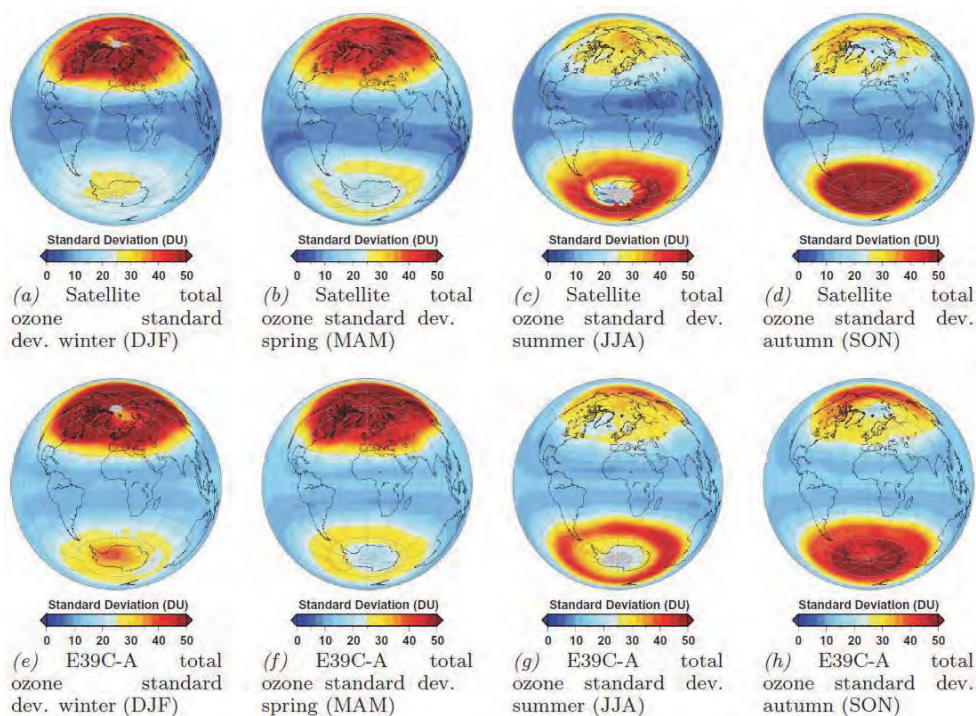 Standard Deviation (DU)
0 10 20 30 40 50
(a) Satellite total
ozone standard
dev. winter (DJF)
Standard Deviation (DU)
0 10 20 30 40 50
(b) Satellite total
ozone standard dev.
spring (MAM)
Standard Deviation (DU)
0 10 20 30 40 50
(c) Satellite total
ozone standard dev.
summer (JJA)
Standard Deviation (DU)
0 10 20 30 40 50
(d) Satellite total
ozone standard dev.
autumn (SON)
Standard Deviation (DU)
0 10 20 30 40 50
(e) E39C-A total
ozone standard
dev. winter (DJF)
Standard Deviation (DU)
0 10 20 30 40 50
(f) E39C-A total
ozone standard dev.
spring (MAM)
Standard Deviation (DU)
0 10 20 30 40 50
(g) E39C-A total
ozone standard dev.
summer (JJA)
Standard Deviation (DU)
0 10 20 30 40 50
(h) E39C-A total
ozone standard dev.
autumn (SON)